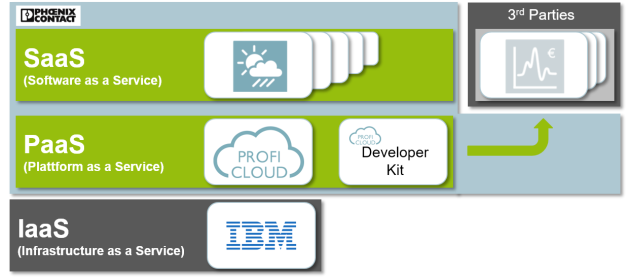 PHŒNIX
CONTACT
3rd Parties
SaaS
(Software as a Service)
€
PaaS
(Plattform as a Service)
PROFI
CLOUD
PROFI
CLOUD
Developer
Kit
IaaS
(Infrastructure as a Service)
IBM